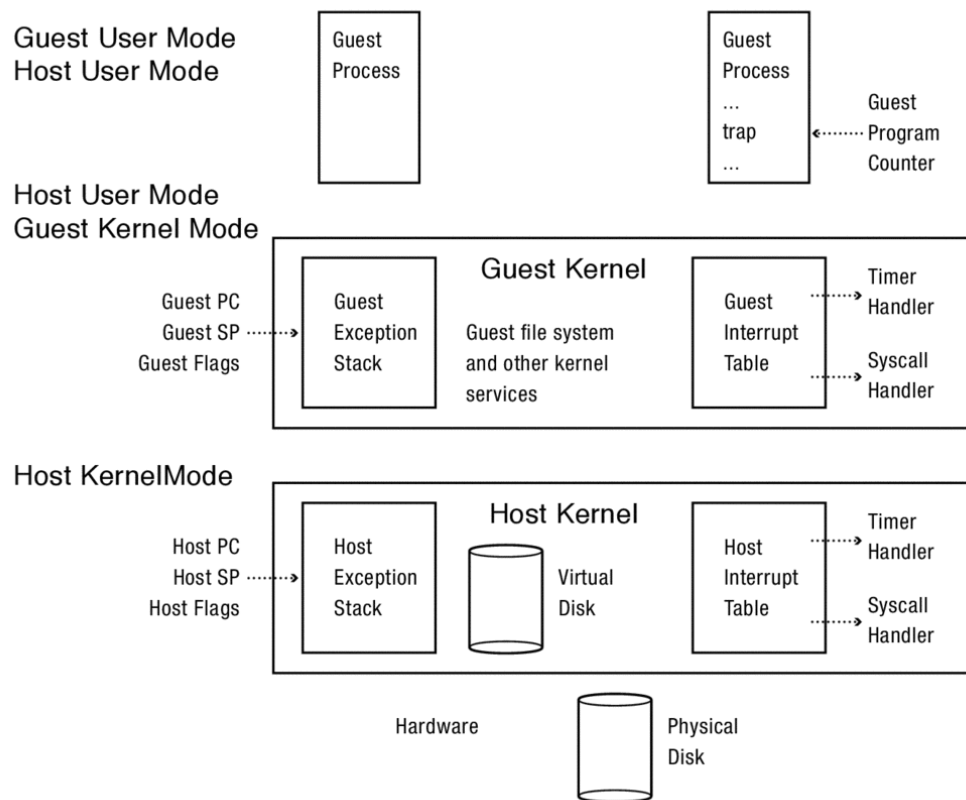 Guest User Mode
Host User Mode
Guest
Process
Guest
Process
...
trap
...
Guest
Program
Counter
Host User Mode
Guest Kernel Mode
Guest Kernel
Guest PC
Guest SP
Guest Flags
Guest
Exception
Stack
Guest file system
and other kernel
services
Guest
Interrupt
Table
Timer
Handler
Syscall
Handler
Host KernelMode
Host Kernel
Host PC
Host SP
Host Flags
Host
Exception
Stack
Virtual
Disk
Host
Interrupt
Table
Timer
Handler
Syscall
Handler
Hardware
Physical
Disk